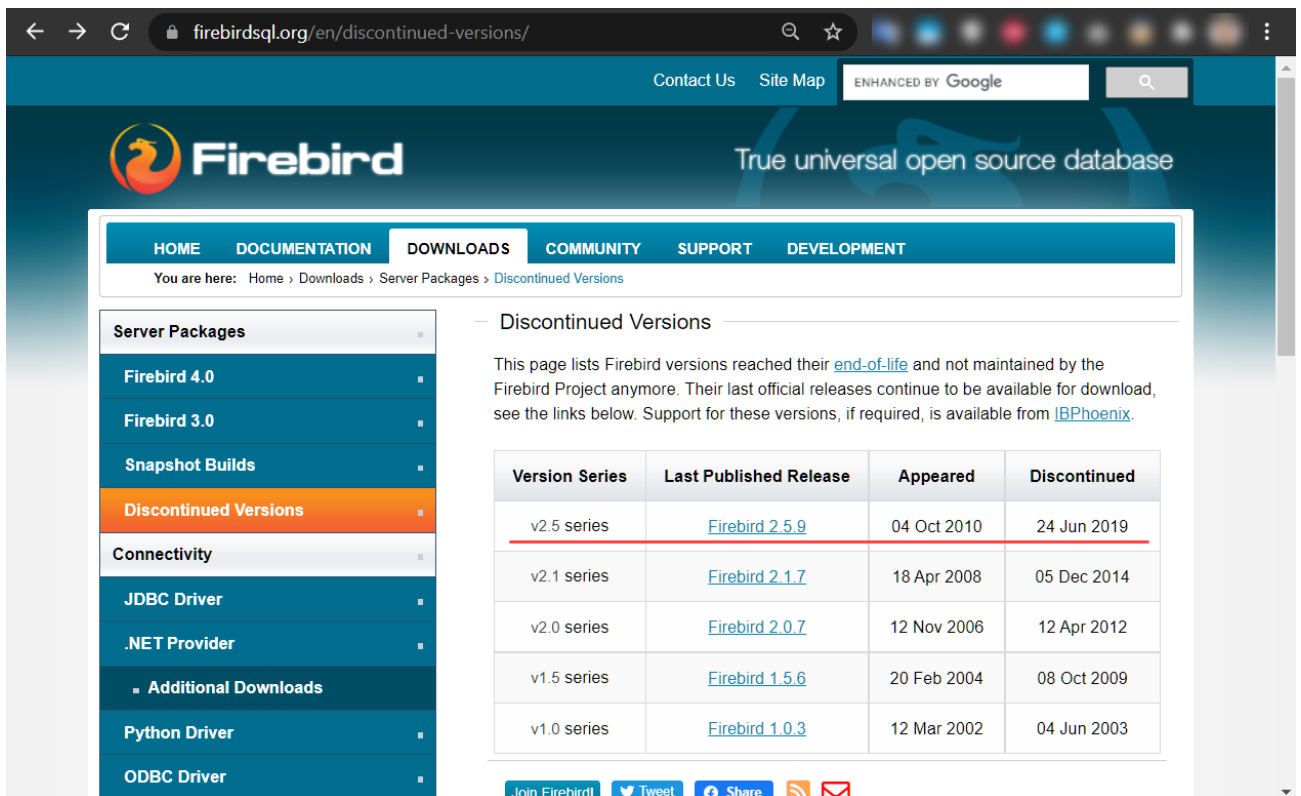 firebirdsql.org/en/discontinued-versions/
Contact Us Site Map ENHANCED BY Google
Firebird
True universal open source database
HOME DOCUMENTATION DOWNLOADS COMMUNITY SUPPORT DEVELOPMENT
You are here: Home › Downloads › Server Packages › Discontinued Versions
Server Packages
Firebird 4.0
Firebird 3.0
Snapshot Builds
Discontinued Versions
Connectivity
JDBC Driver
.NET Provider
Additional Downloads
Python Driver
ODBC Driver
Discontinued Versions
This page lists Firebird versions reached their end-of-life and not maintained by the
Firebird Project anymore. Their last official releases continue to be available for download,
see the links below. Support for these versions, if required, is available from IBPhoenix.
Version Series Last Published Release Appeared Discontinued
v2.5 series Firebird 2.5.9 04 Oct 2010 24 Jun 2019
v2.1 series Firebird 2.1.7 18 Apr 2008 05 Dec 2014
v2.0 series Firebird 2.0.7 12 Nov 2006 12 Apr 2012
v1.5 series Firebird 1.5.6 20 Feb 2004 08 Oct 2009
v1.0 series Firebird 1.0.3 12 Mar 2002 04 Jun 2003
Join Firebird! Tweet Share